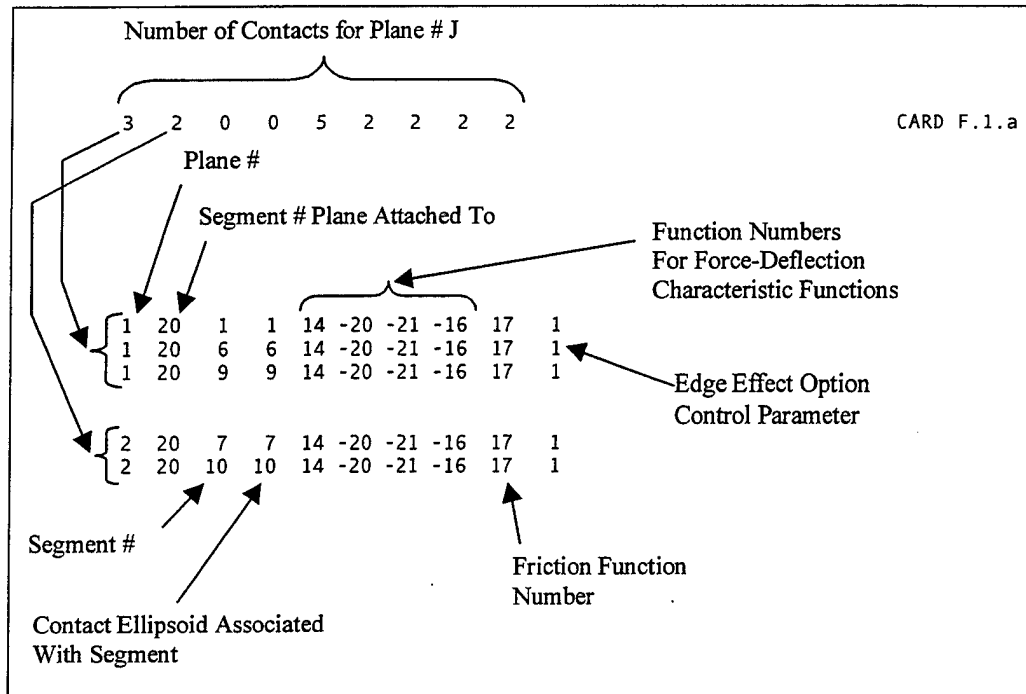 Number of Contacts for Plane # J
3 2 0 0 5 2 2 2 2 CARD F.1.a
Plane #
Segment # Plane Attached To
Function Numbers
For Force-Deflection
Characteristic Functions
1 20 1 1 14 -20 -21 -16 17 1
1 20 6 6 14 -20 -21 -16 17 1
1 20 9 9 14 -20 -21 -16 17 1
Edge Effect Option
Control Parameter
2 20 7 7 14 -20 -21 -16 17 1
2 20 10 10 14 -20 -21 -16 17 1
Segment #
Friction Function
Number
Contact Ellipsoid Associated
With Segment